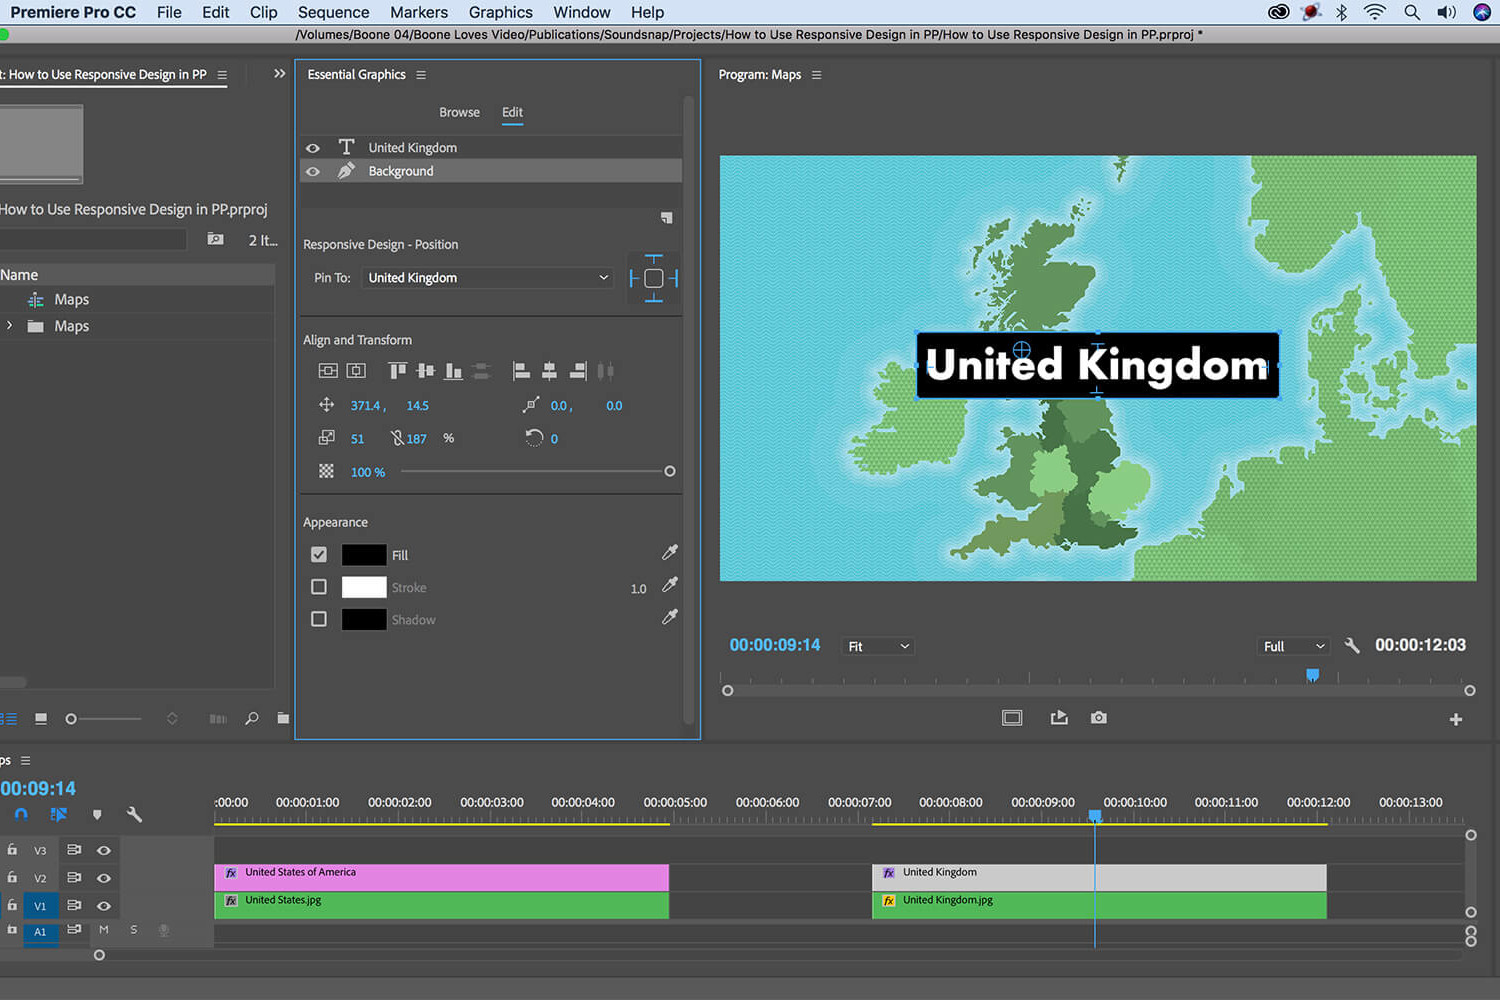 Premiere Pro CC File Edit Clip Sequence Markers Graphics Window Help
/Volumes/Boone 04/Boone Loves Video/Publications/Soundsnap/Projects/How to Use Responsive Design in PP/How to Use Responsive Design in PP.prproj *
t: How to Use Responsive Design in PP
Essential Graphics
Program: Maps
Browse Edit
United Kingdom
Background
How to Use Responsive Design in PP.prproj
2 It...
Responsive Design - Position
Pin To: United Kingdom
Name
Maps
Maps
Align and Transform
371.4 , 14.5 0.0 , 0.0
51 187 % 0
100 %
Appearance
Fill
Stroke 1.0
Shadow
United Kingdom
00:00:09:14 Fit Full 00:00:12:03
ps
00:09:14
:00:00 00:00:01:00 00:00:02:00 00:00:03:00 00:00:04:00 00:00:05:00 00:00:06:00 00:00:07:00 00:00:08:00 00:00:09:00 00:00:10:00 00:00:11:00 00:00:12:00 00:00:13:00
V3
V2 fx United States of America fx United Kingdom
V1 fx United States.jpg fx United Kingdom.jpg
A1 M S